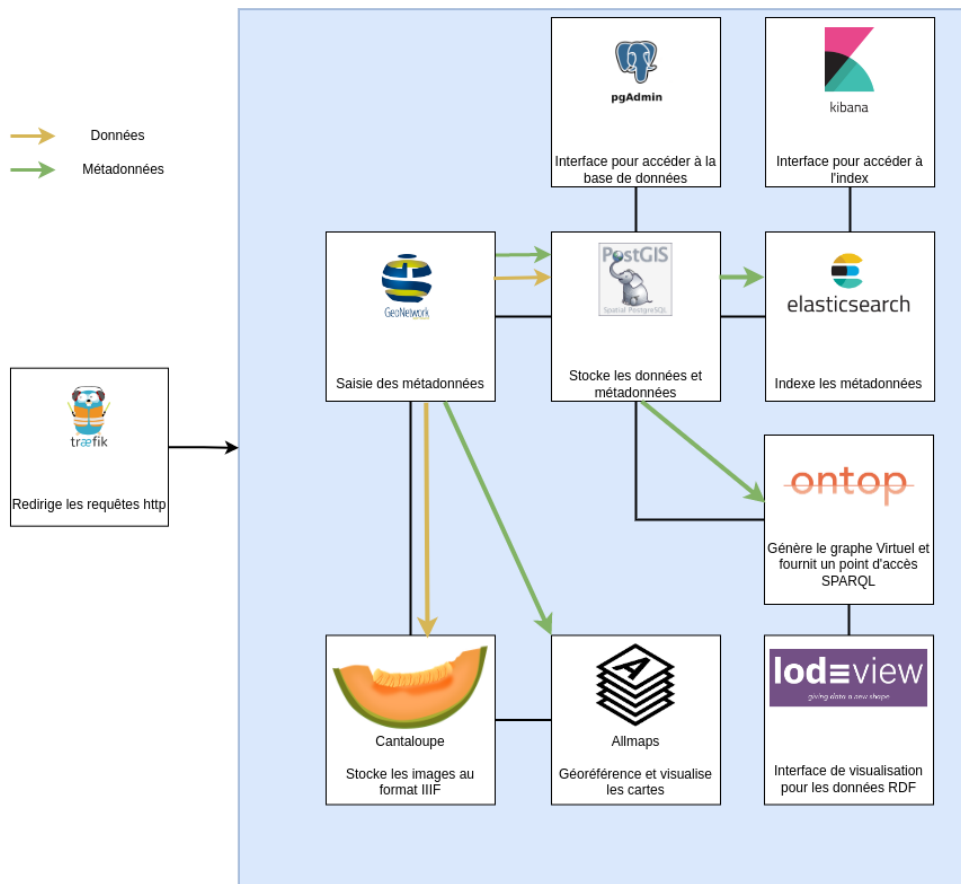 pgAdmin
Interface pour accéder à la
base de données
kibana
Interface pour accéder à
l'index
Données
Métadonnées
GeoNetwork
Saisie des métadonnées
PostGIS
Spatial PostgreSQL
Stocke les données et
métadonnées
elasticsearch
Indexe les métadonnées
træfik
Redirige les requêtes http
ontop
Génère le graphe Virtuel et
fournit un point d'accès
SPARQL
Cantaloupe
Stocke les images au
format IIIF
A
Allmaps
Géoréférence et visualise
les cartes
lodview
giving data a new shape
Interface de visualisation
pour les données RDF